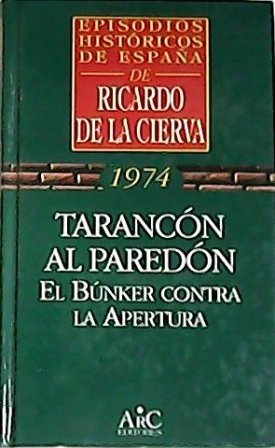 EPISODIOS
HISTÓRICOS
DE ESPAÑA
DE
RICARDO
DE LA CIERVA
1974
TARANCÓN
AL PAREDÓN
EL BÚNKER CONTRA
LA APERTURA
ARC
EDITORES